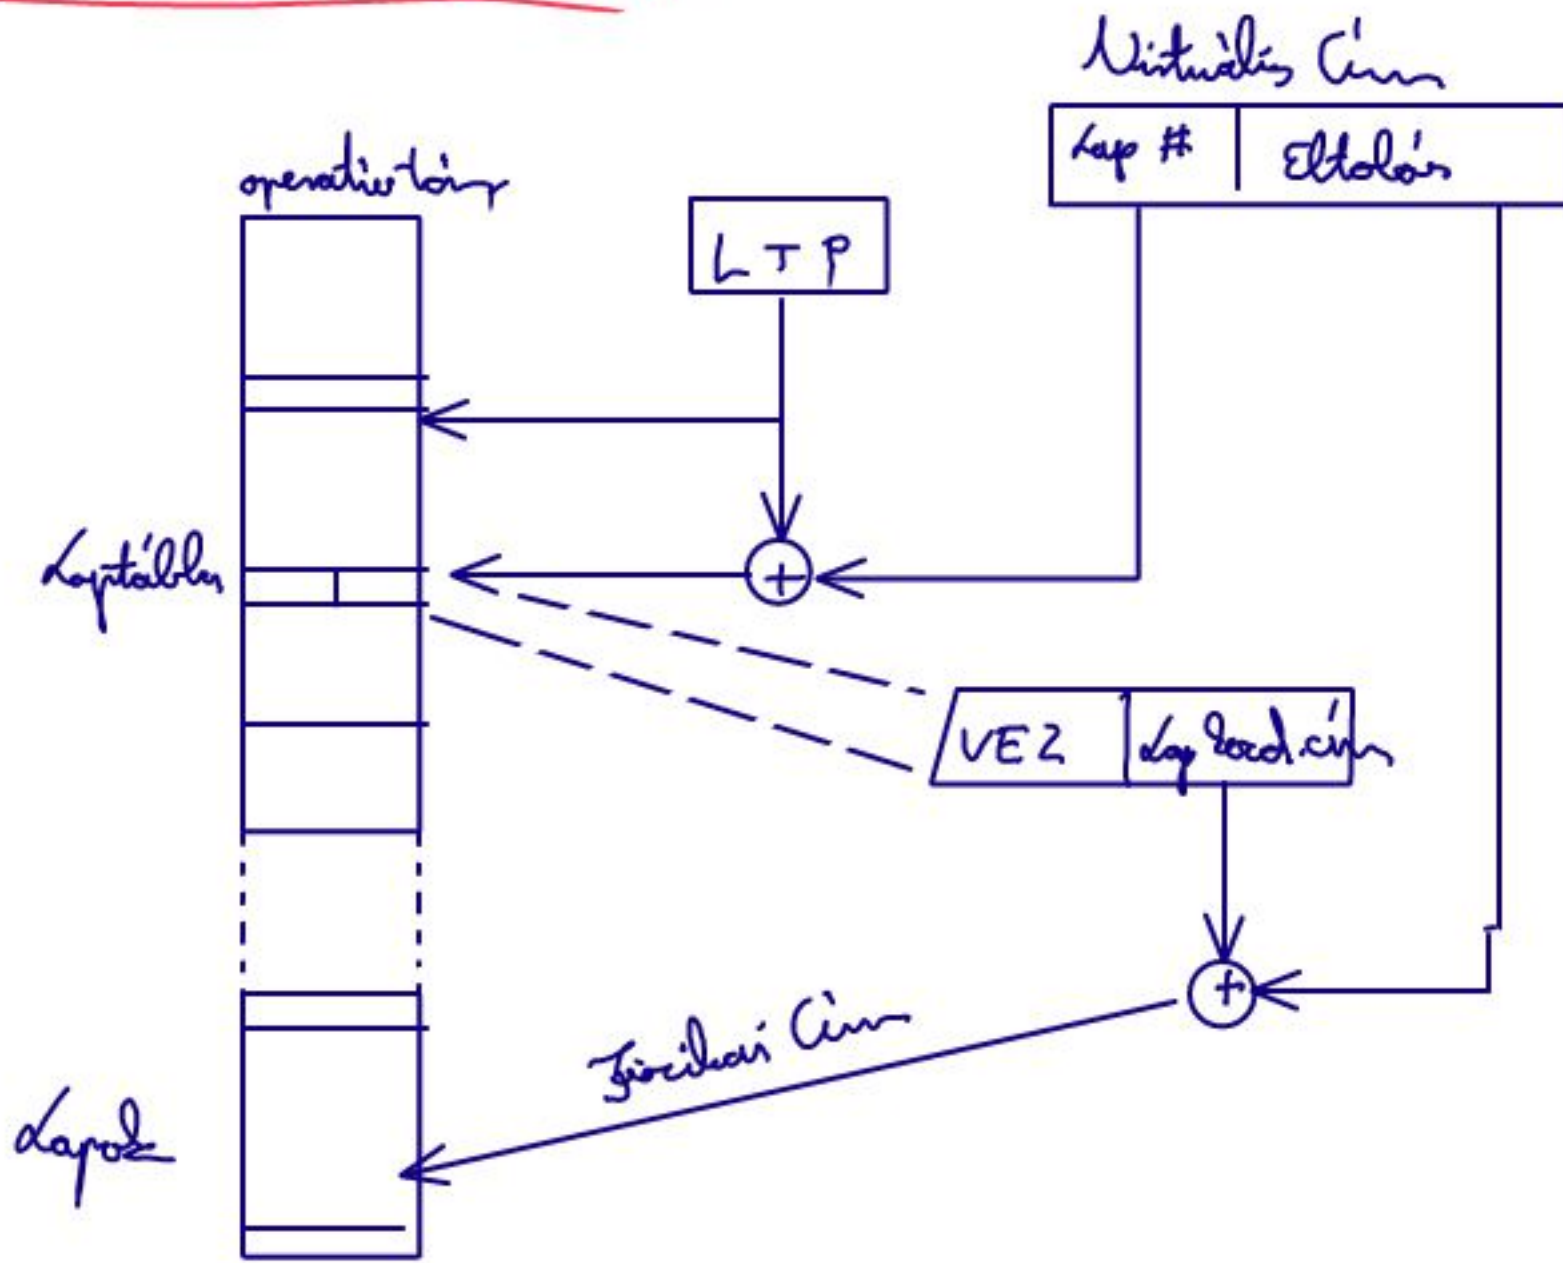 Virtuális Cím
Lap # Eltolás
operatív tár
LTP
Laptábla
VEZ Lap kezd.cím
Fizikai Cím
Lapok